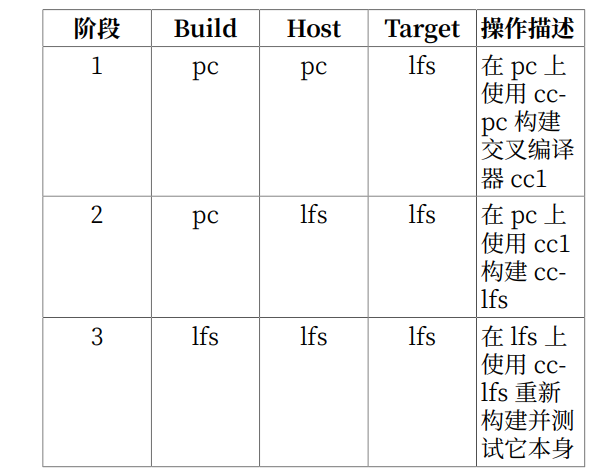 阶段 Build Host Target 操作描述
1 pc pc lfs 在 pc 上
使用 cc-
pc 构建
交叉编译
器 cc1
2 pc lfs lfs 在 pc 上
使用 cc1
构建 cc-
lfs
3 lfs lfs lfs 在 lfs 上
使用 cc-
lfs 重新
构建并测
试它本身